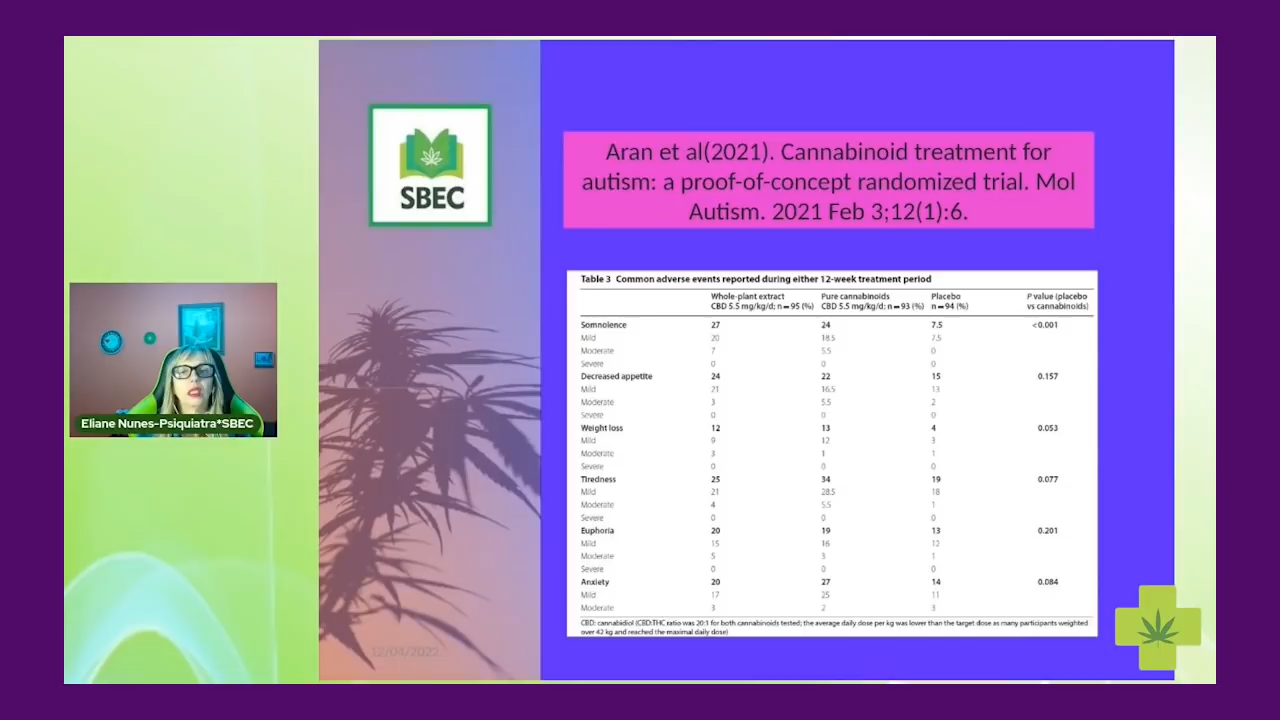 SBEC
Aran et al(2021). Cannabinoid treatment for
autism: a proof-of-concept randomized trial. Mol
Autism. 2021 Feb 3;12(1):6.
Eliane Nunes-Psiquiatra*SBEC
Table 3 Common adverse events reported during either 12-week treatment period
Whole-plant extract Pure cannabinoids Placebo P value (placebo
CBD 5.5 mg/kg/d; n=95 (%) CBD 5.5 mg/kg/d; n=93 (%) n=94 (%) vs cannabinoids)
Somnolence 27 24 7.5 <0.001
Mild 20 18.5 7.5
Moderate 7 5.5 0
Severe 0 0 0
Decreased appetite 24 22 15 0.157
Mild 21 16.5 13
Moderate 3 5.5 2
Severe 0 0 0
Weight loss 12 13 4 0.053
Mild 9 12 3
Moderate 3 1 1
Severe 0 0 0
Tiredness 25 34 19 0.077
Mild 21 28.5 18
Moderate 4 5.5 1
Severe 0 0 0
Euphoria 20 19 13 0.201
Mild 15 16 12
Moderate 5 3 1
Severe 0 0 0
Anxiety 20 27 14 0.084
Mild 17 25 11
Moderate 3 2 3
CBD: cannabidiol (CBD:THC ratio was 20:1 for both cannabinoids tested; the average daily dose per kg was lower than the target dose as many participants weighted
over 42 kg and reached the maximal daily dose)
12/04/2022